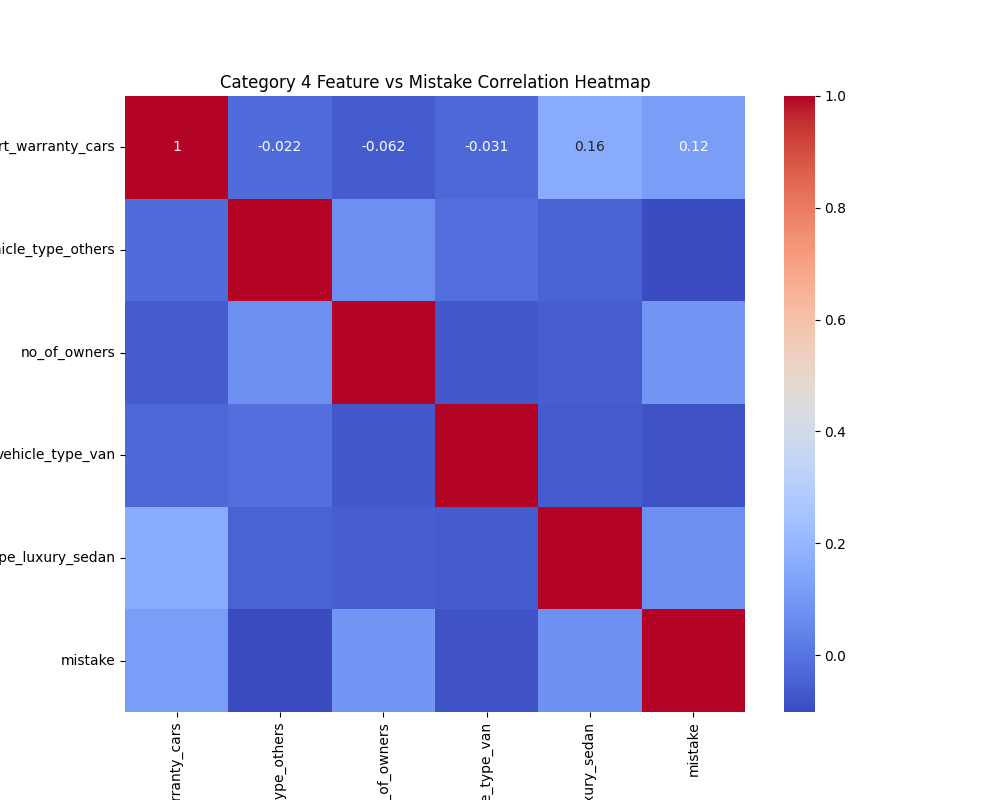 Category 4 Feature vs Mistake Correlation Heatmap
rt_warranty_cars
1 -0.022 -0.062 -0.031 0.16 0.12
hicle_type_others
no_of_owners
vehicle_type_van
pe_luxury_sedan
mistake
rranty_cars
ype_others
_of_owners
e_type_van
xury_sedan
mistake
1.0
0.8
0.6
0.4
0.2
0.0